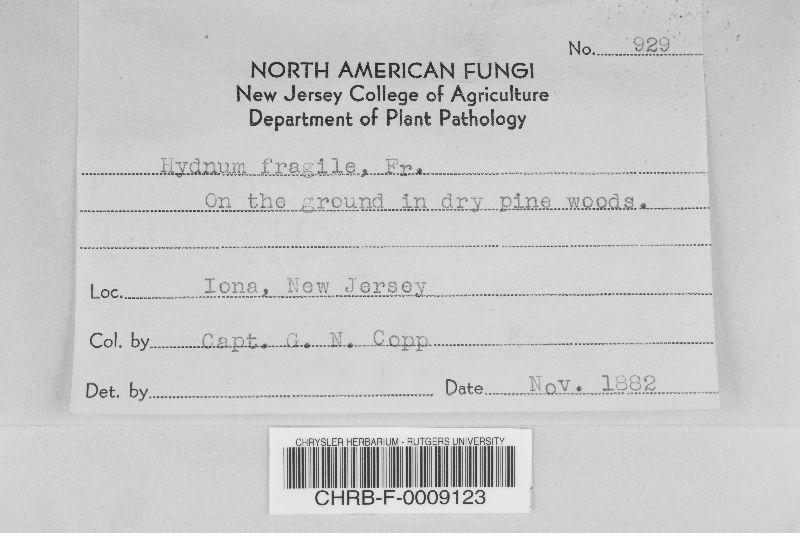 No. 929
NORTH AMERICAN FUNGI
New Jersey College of Agriculture
Department of Plant Pathology
Hydnum fragile, Fr.
On the ground in dry pine woods.
Loc. Iona, New Jersey
Col. by Capt. G. N. Copp
Det. by
Date Nov. 1882
CHRYSLER HERBARIUM - RUTGERS UNIVERSITY
CHRB-F-0009123